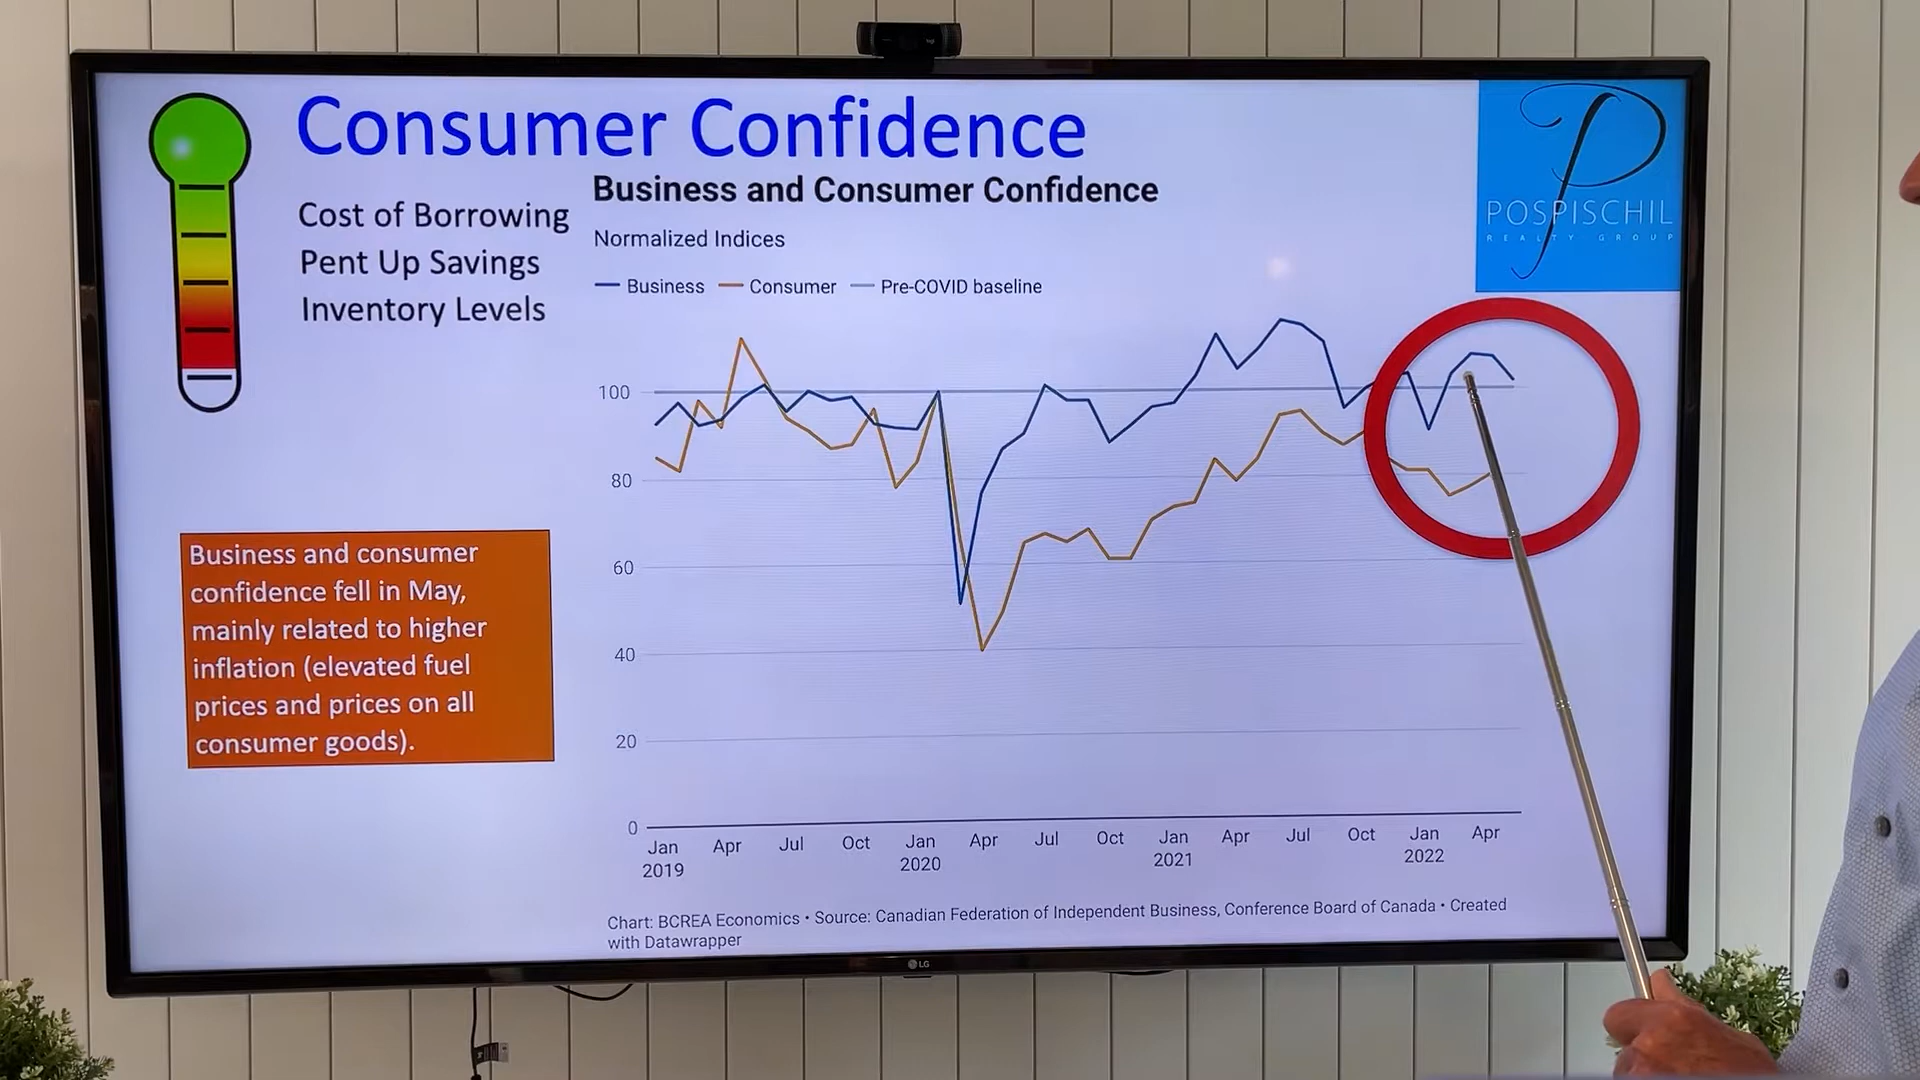 Consumer Confidence
Cost of Borrowing
Pent Up Savings
Inventory Levels
Business and Consumer Confidence
Normalized Indices
Business Consumer Pre-COVID baseline
POSPISCHIL
REALTY GROUP
100
80
60
40
20
0
Jan Apr Jul Oct Jan Apr Jul Oct Jan Apr Jul Oct Jan Apr
2019 2020 2021 2022
Business and consumer
confidence fell in May,
mainly related to higher
inflation (elevated fuel
prices and prices on all
consumer goods).
Chart: BCREA Economics • Source: Canadian Federation of Independent Business, Conference Board of Canada • Created
with Datawrapper
LG